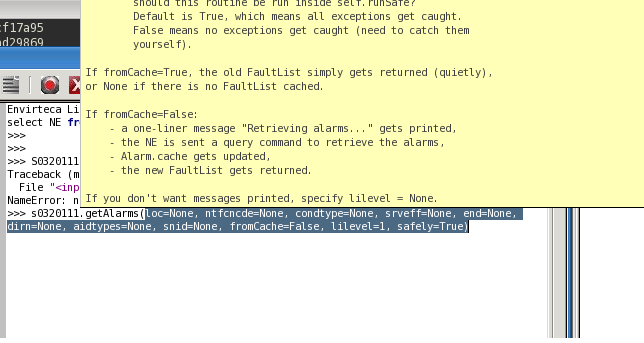 should this routine be run inside self.runSafe?
Default is True, which means all exceptions get caught.
False means no exceptions get caught (need to catch them
yourself).
If fromCache=True, the old FaultList simply gets returned (quietly),
or None if there is no FaultList cached.
If fromCache=False:
- a one-liner message "Retrieving alarms..." gets printed,
- the NE is sent a query command to retrieve the alarms,
- Alarm.cache gets updated,
- the new FaultList gets returned.
If you don't want messages printed, specify lilevel = None.
cf17a95
ad29869
Envirteca Li
select NE fr
>>>
>>>
>>> S0320111
Traceback (m
File "<inp
NameError: n
>>> s0320111.getAlarms(loc=None, ntfcncde=None, condtype=None, srveff=None, end=None,
dirn=None, aidtypes=None, snid=None, fromCache=False, lilevel=1, safely=True)